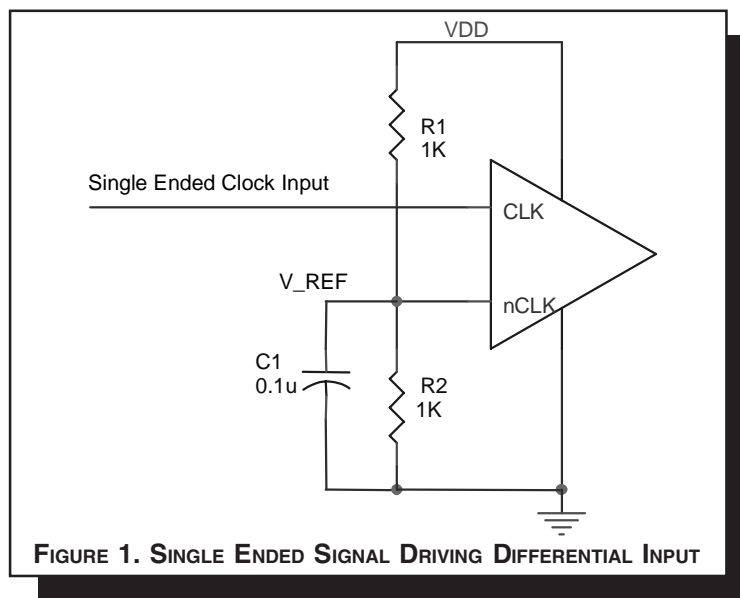 VDD
R1
1K
Single Ended Clock Input
CLK
V_REF
nCLK
C1
0.1u
R2
1K
FIGURE 1. SINGLE ENDED SIGNAL DRIVING DIFFERENTIAL INPUT